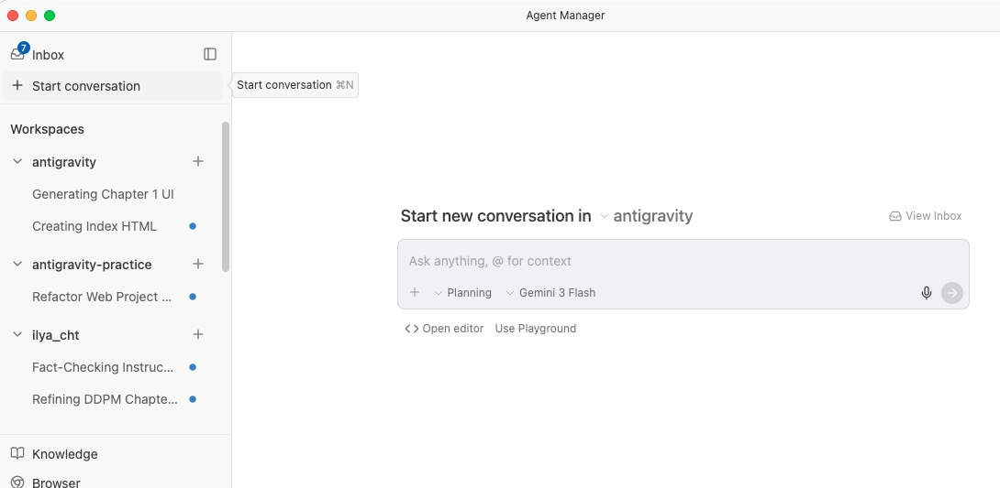 Agent Manager
7
Inbox
Start conversation
Start conversation ⌘N
Workspaces
antigravity
Generating Chapter 1 UI
Creating Index HTML
antigravity-practice
Refactor Web Project ...
ilya_cht
Fact-Checking Instruc...
Refining DDPM Chapte...
Knowledge
Browser
Start new conversation in antigravity
View Inbox
Ask anything, @ for context
Planning Gemini 3 Flash
Open editor Use Playground